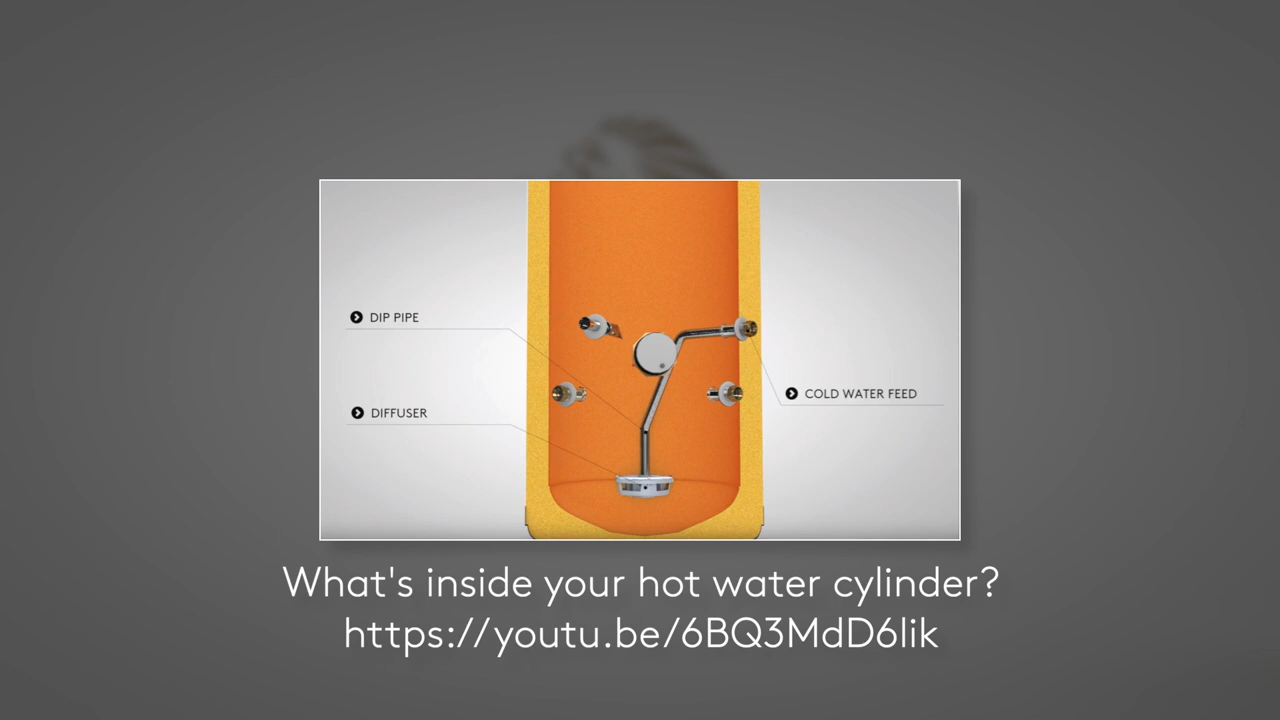 DIP PIPE
DIFFUSER
COLD WATER FEED
What's inside your hot water cylinder?
https://youtu.be/6BQ3MdD6lik